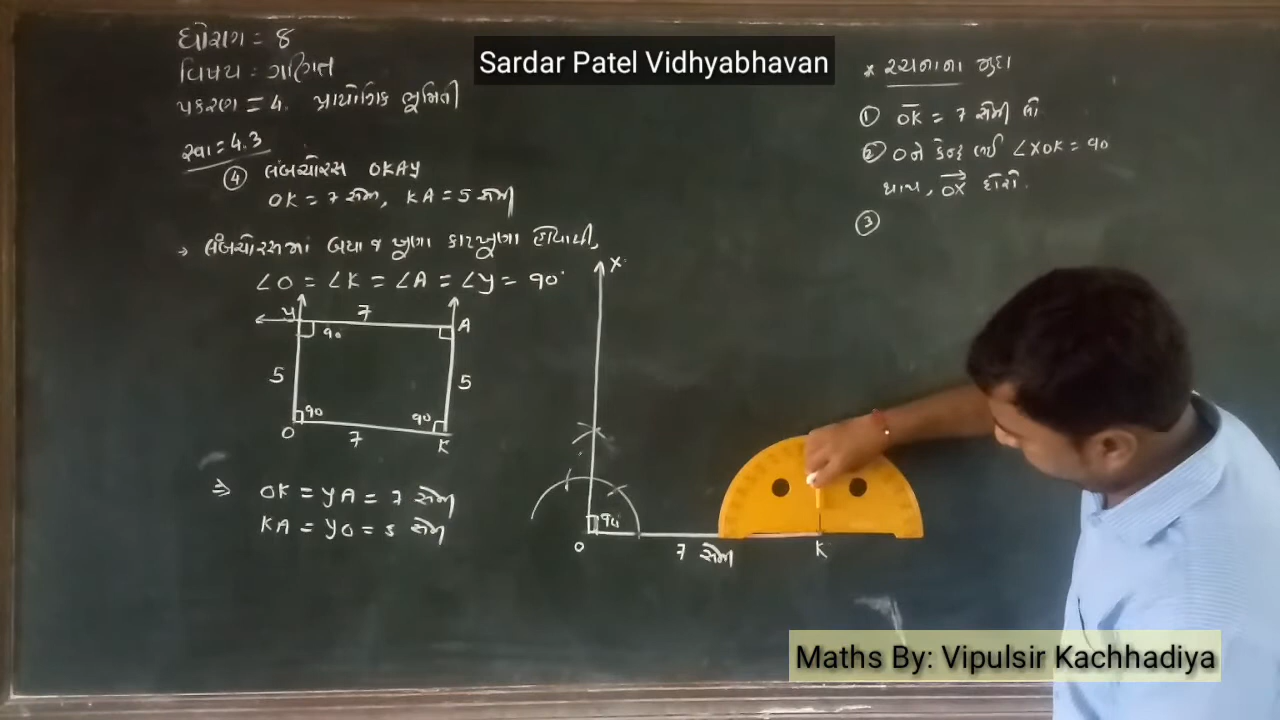 ધોરણ = 8
વિષય : ગણિત
પ્રકરણ = 4. પ્રાયોગિક ભૂમિતી
સ્વા = 4.3
④ લંબચોરસ OKAY
OK = 7 સેમી, KA = 5 સેમી
→ લંબચોરસમાં બધા જ ખૂણા કાટખૂણા હોવાથી,
∠O = ∠K = ∠A = ∠Y = 90°
Y 7 A
90
5 5
90 90
O 7 K
⇒ OK = YA = 7 સેમી
KA = YO = 5 સેમી
Sardar Patel Vidhyabhavan
X
90
O 7 સેમી K
* રચનાના મુદ્દા
① OK = 7 સેમી લો
② O ને કેન્દ્ર લઈ ∠XOK = 90
થાય, OX દોરો.
③
Maths By: Vipulsir Kachhadiya